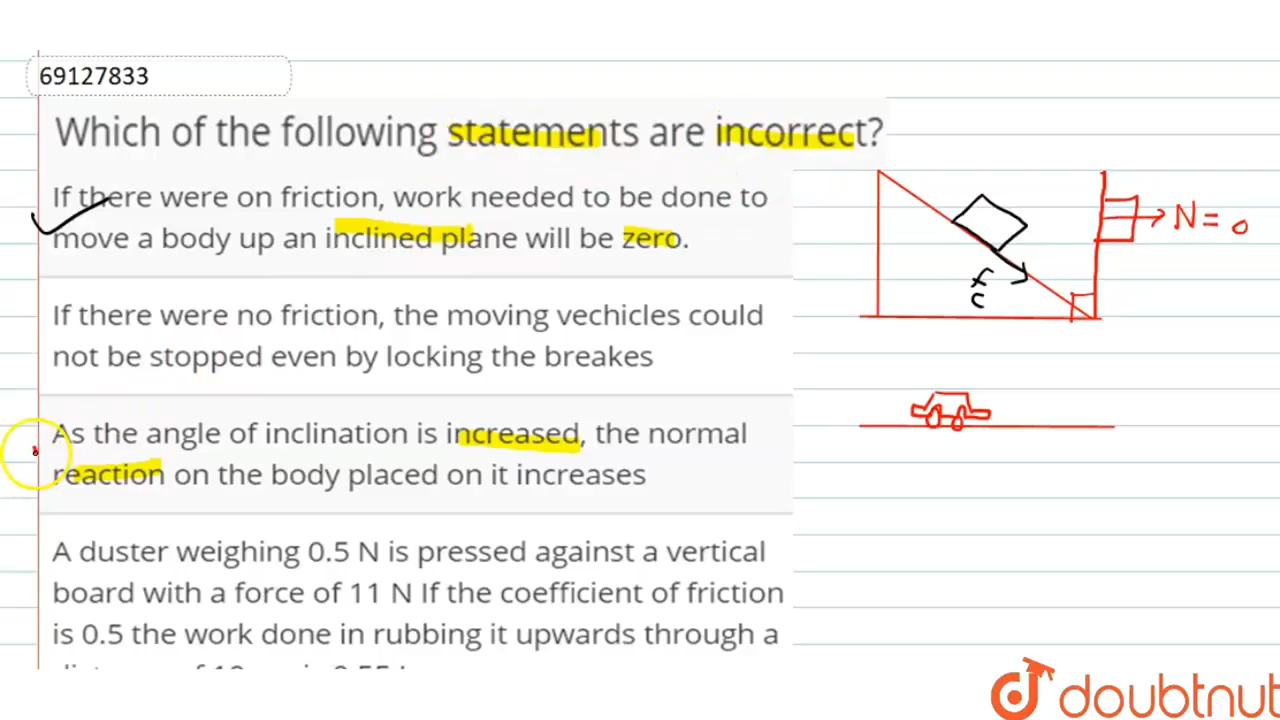 69127833
Which of the following statements are incorrect?
If there were on friction, work needed to be done to
move a body up an inclined plane will be zero.
If there were no friction, the moving vechicles could
not be stopped even by locking the breakes
As the angle of inclination is increased, the normal
reaction on the body placed on it increases
A duster weighing 0.5 N is pressed against a vertical
board with a force of 11 N If the coefficient of friction
is 0.5 the work done in rubbing it upwards through a
N = 0
f
doubtnut